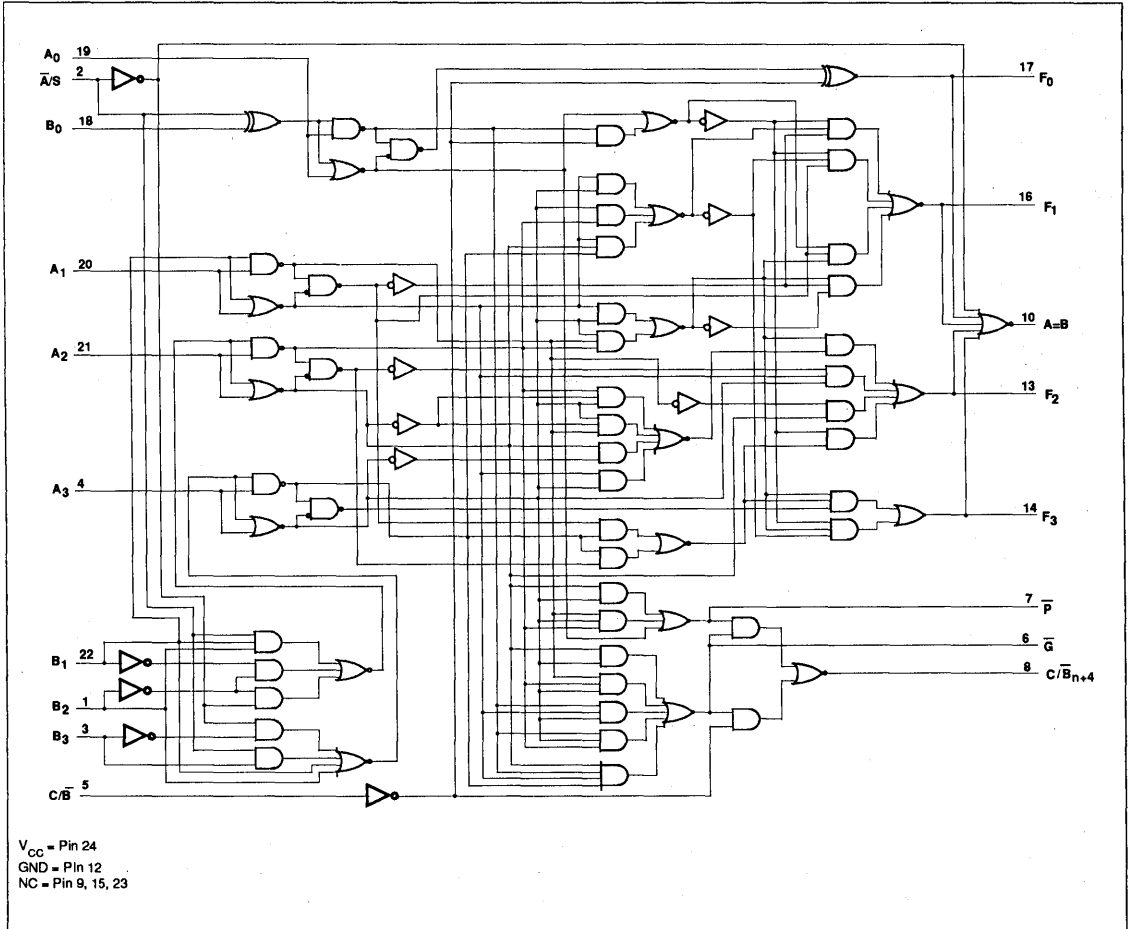 A0 19
A̅/S 2
B0 18
A1 20
A2 21
A3 4
B1 22
B2 1
B3 3
C/B̅ 5
17 F0
16 F1
10 A=B
13 F2
14 F3
7 P̅
6 G̅
8 C/B̅n+4
VCC = Pin 24
GND = Pin 12
NC = Pin 9, 15, 23